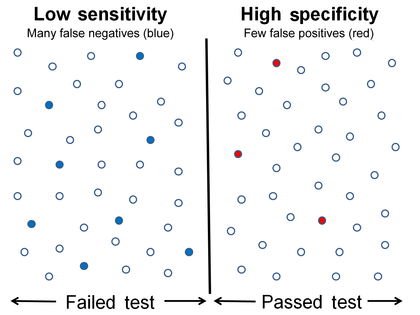 Low sensitivity
Many false negatives (blue)
High specificity
Few false positives (red)
Failed test
Passed test